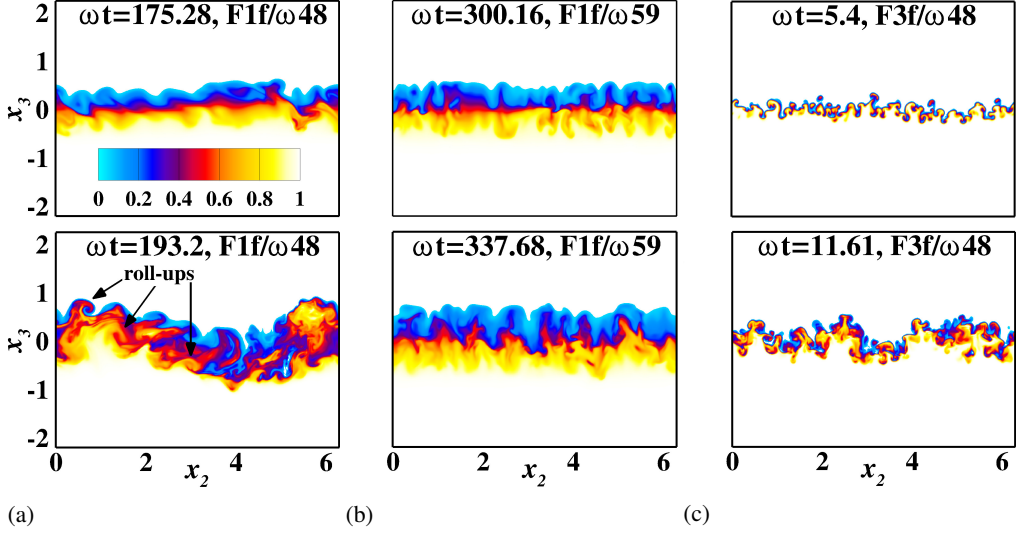 2
ωt=175.28, F1f/ω48
1
x3
0
-1
0 0.2 0.4 0.6 0.8 1
-2
ωt=300.16, F1f/ω59
ωt=5.4, F3f/ω48
2
ωt=193.2, F1f/ω48
roll-ups
1
x3
0
-1
-2
0 2 4 6
x2
ωt=337.68, F1f/ω59
0 2 4 6
x2
ωt=11.61, F3f/ω48
0 2 4 6
x2
(a) (b) (c)